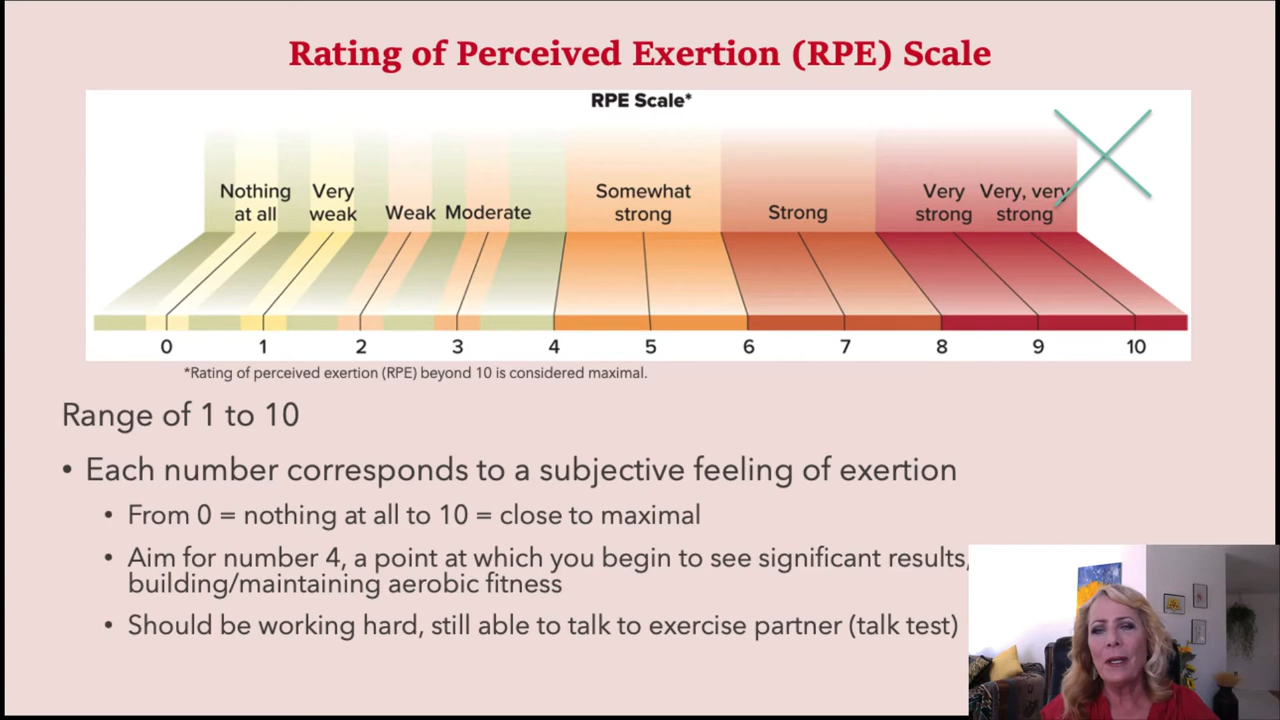 Rating of Perceived Exertion (RPE) Scale
RPE Scale*
Nothing at all
Very weak
Weak
Moderate
Somewhat strong
Strong
Very strong
Very, very strong
0 1 2 3 4 5 6 7 8 9 10
*Rating of perceived exertion (RPE) beyond 10 is considered maximal.
Range of 1 to 10
• Each number corresponds to a subjective feeling of exertion
• From 0 = nothing at all to 10 = close to maximal
• Aim for number 4, a point at which you begin to see significant results,
building/maintaining aerobic fitness
• Should be working hard, still able to talk to exercise partner (talk test)